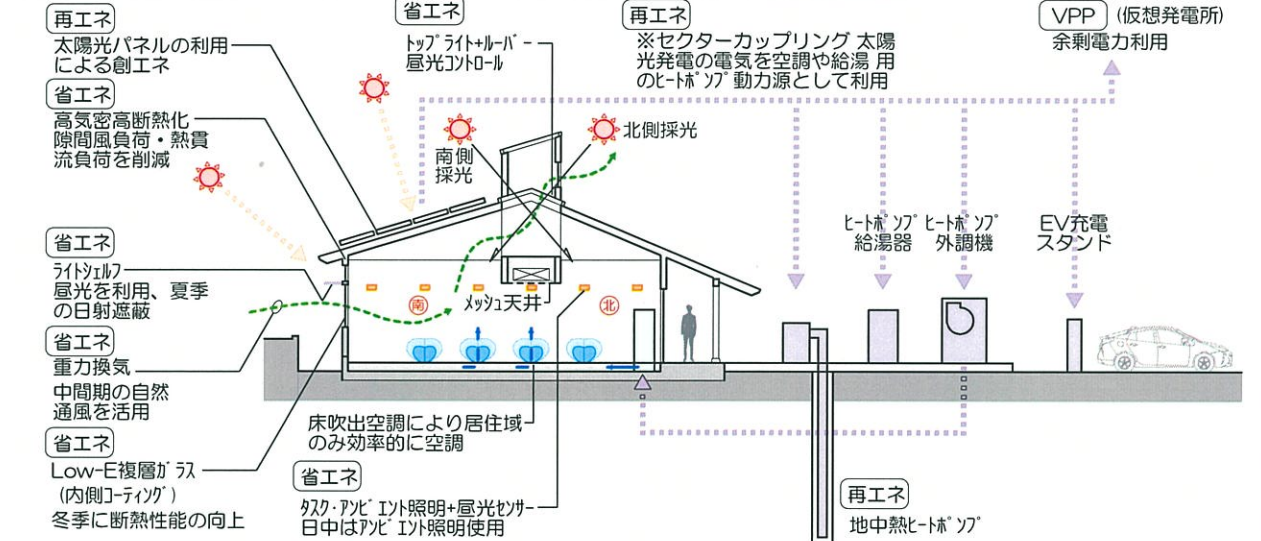 再エネ
太陽光パネルの利用
による創エネ
省エネ
高気密高断熱化
隙間風負荷・熱貫
流負荷を削減
省エネ
トップライト+ルーバー
昼光コントロール
再エネ
※セクターカップリング 太陽
光発電の電気を空調や給湯 用
のヒートポンプ動力源として利用
VPP (仮想発電所)
余剰電力利用
南側
採光
北側採光
省エネ
ライトシェルフ
昼光を利用、夏季
の日射遮蔽
省エネ
重力換気
中間期の自然
通風を活用
省エネ
Low-E複層ガラス
(内側コーティング)
冬季に断熱性能の向上
南
メッシュ天井
北
ヒートポンプ
給湯器
ヒートポンプ
外調機
EV充電
スタンド
床吹出空調により居住域
のみ効率的に空調
省エネ
タスク・アンビエント照明+昼光センサー
日中はアンビエント照明使用
再エネ
地中熱ヒートポンプ